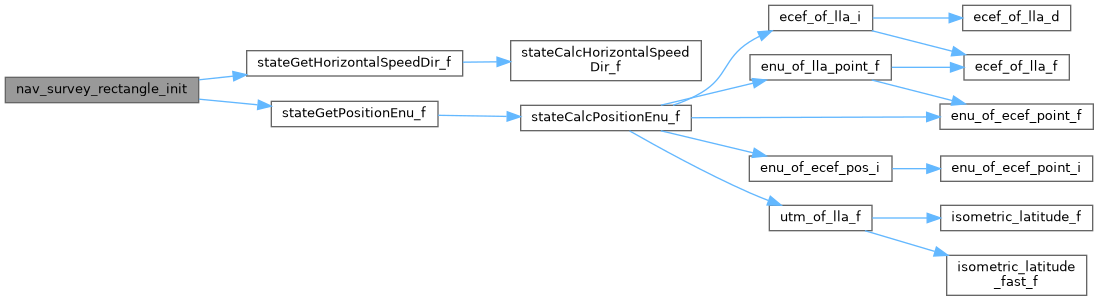 nav_survey_rectangle_init
stateGetHorizontalSpeedDir_f
stateGetPositionEnu_f
stateCalcHorizontalSpeed
Dir_f
stateCalcPositionEnu_f
ecef_of_lla_i
enu_of_lla_point_f
enu_of_ecef_pos_i
utm_of_lla_f
ecef_of_lla_d
ecef_of_lla_f
enu_of_ecef_point_f
enu_of_ecef_point_i
isometric_latitude_f
isometric_latitude
_fast_f